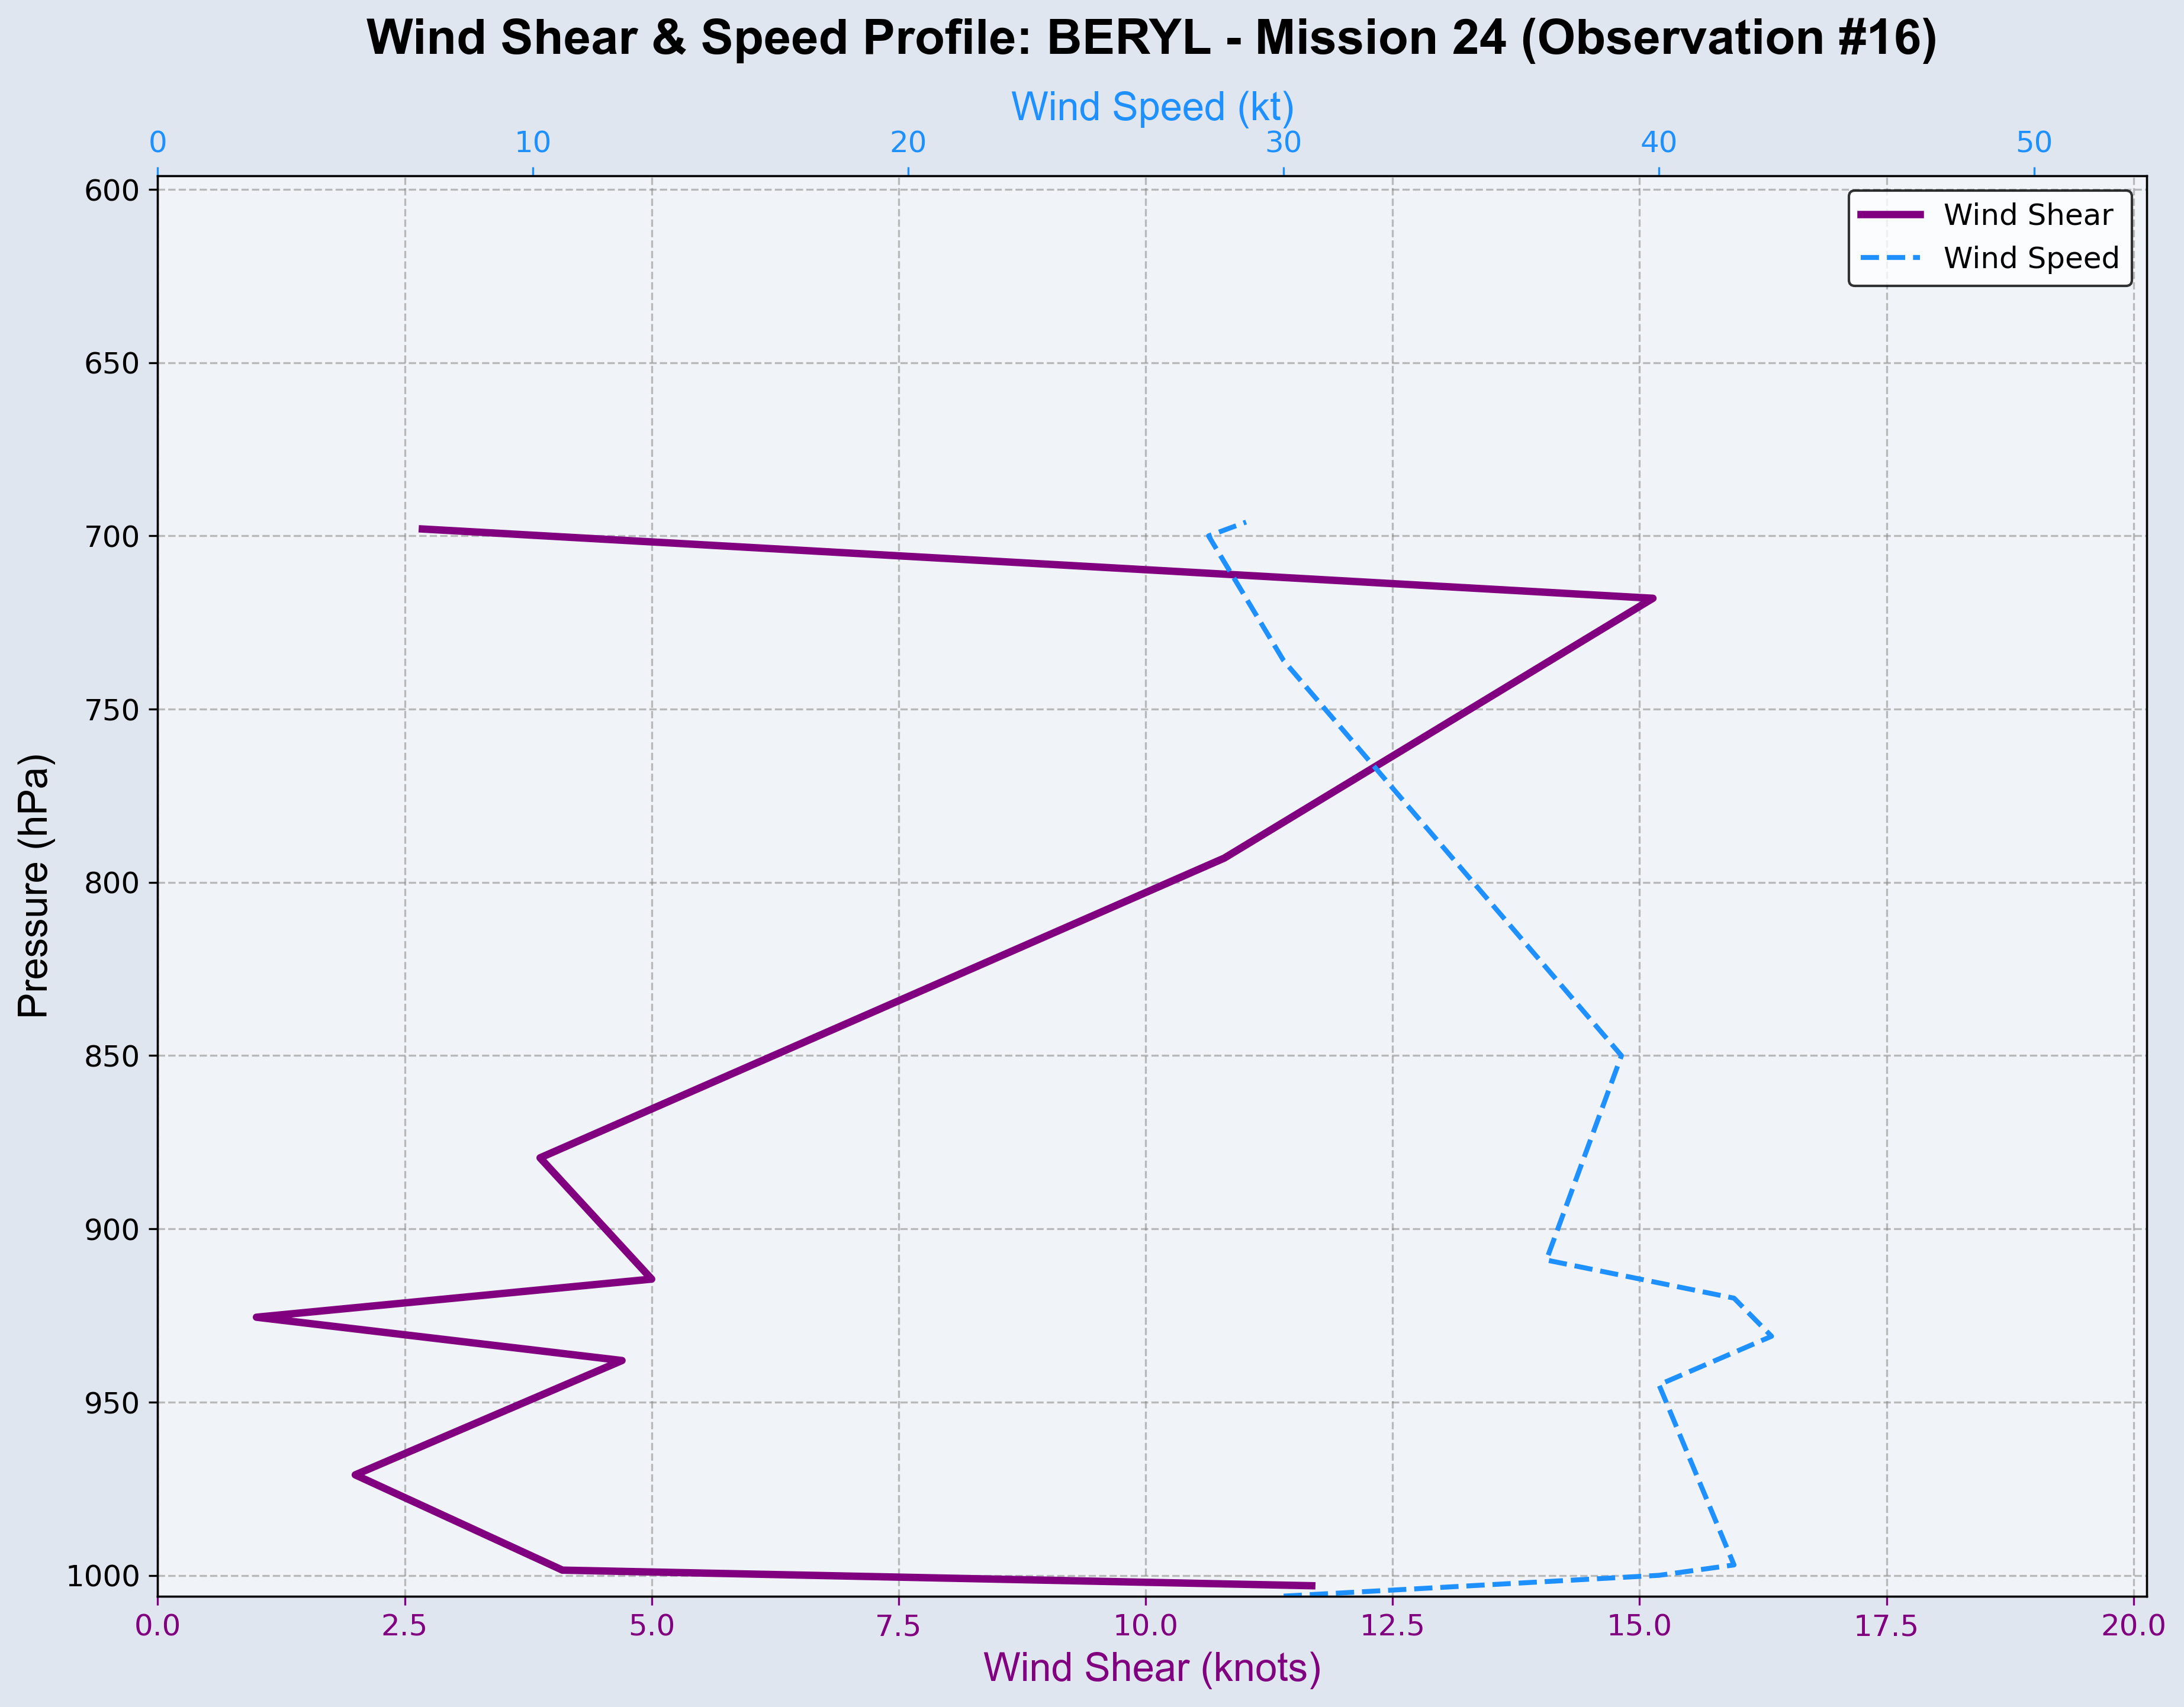 Wind Shear & Speed Profile: BERYL - Mission 24 (Observation #16)
Wind Speed (kt)
0 10 20 30 40 50
Wind Shear
Wind Speed
Pressure (hPa)
600
650
700
750
800
850
900
950
1000
0.0 2.5 5.0 7.5 10.0 12.5 15.0 17.5 20.0
Wind Shear (knots)